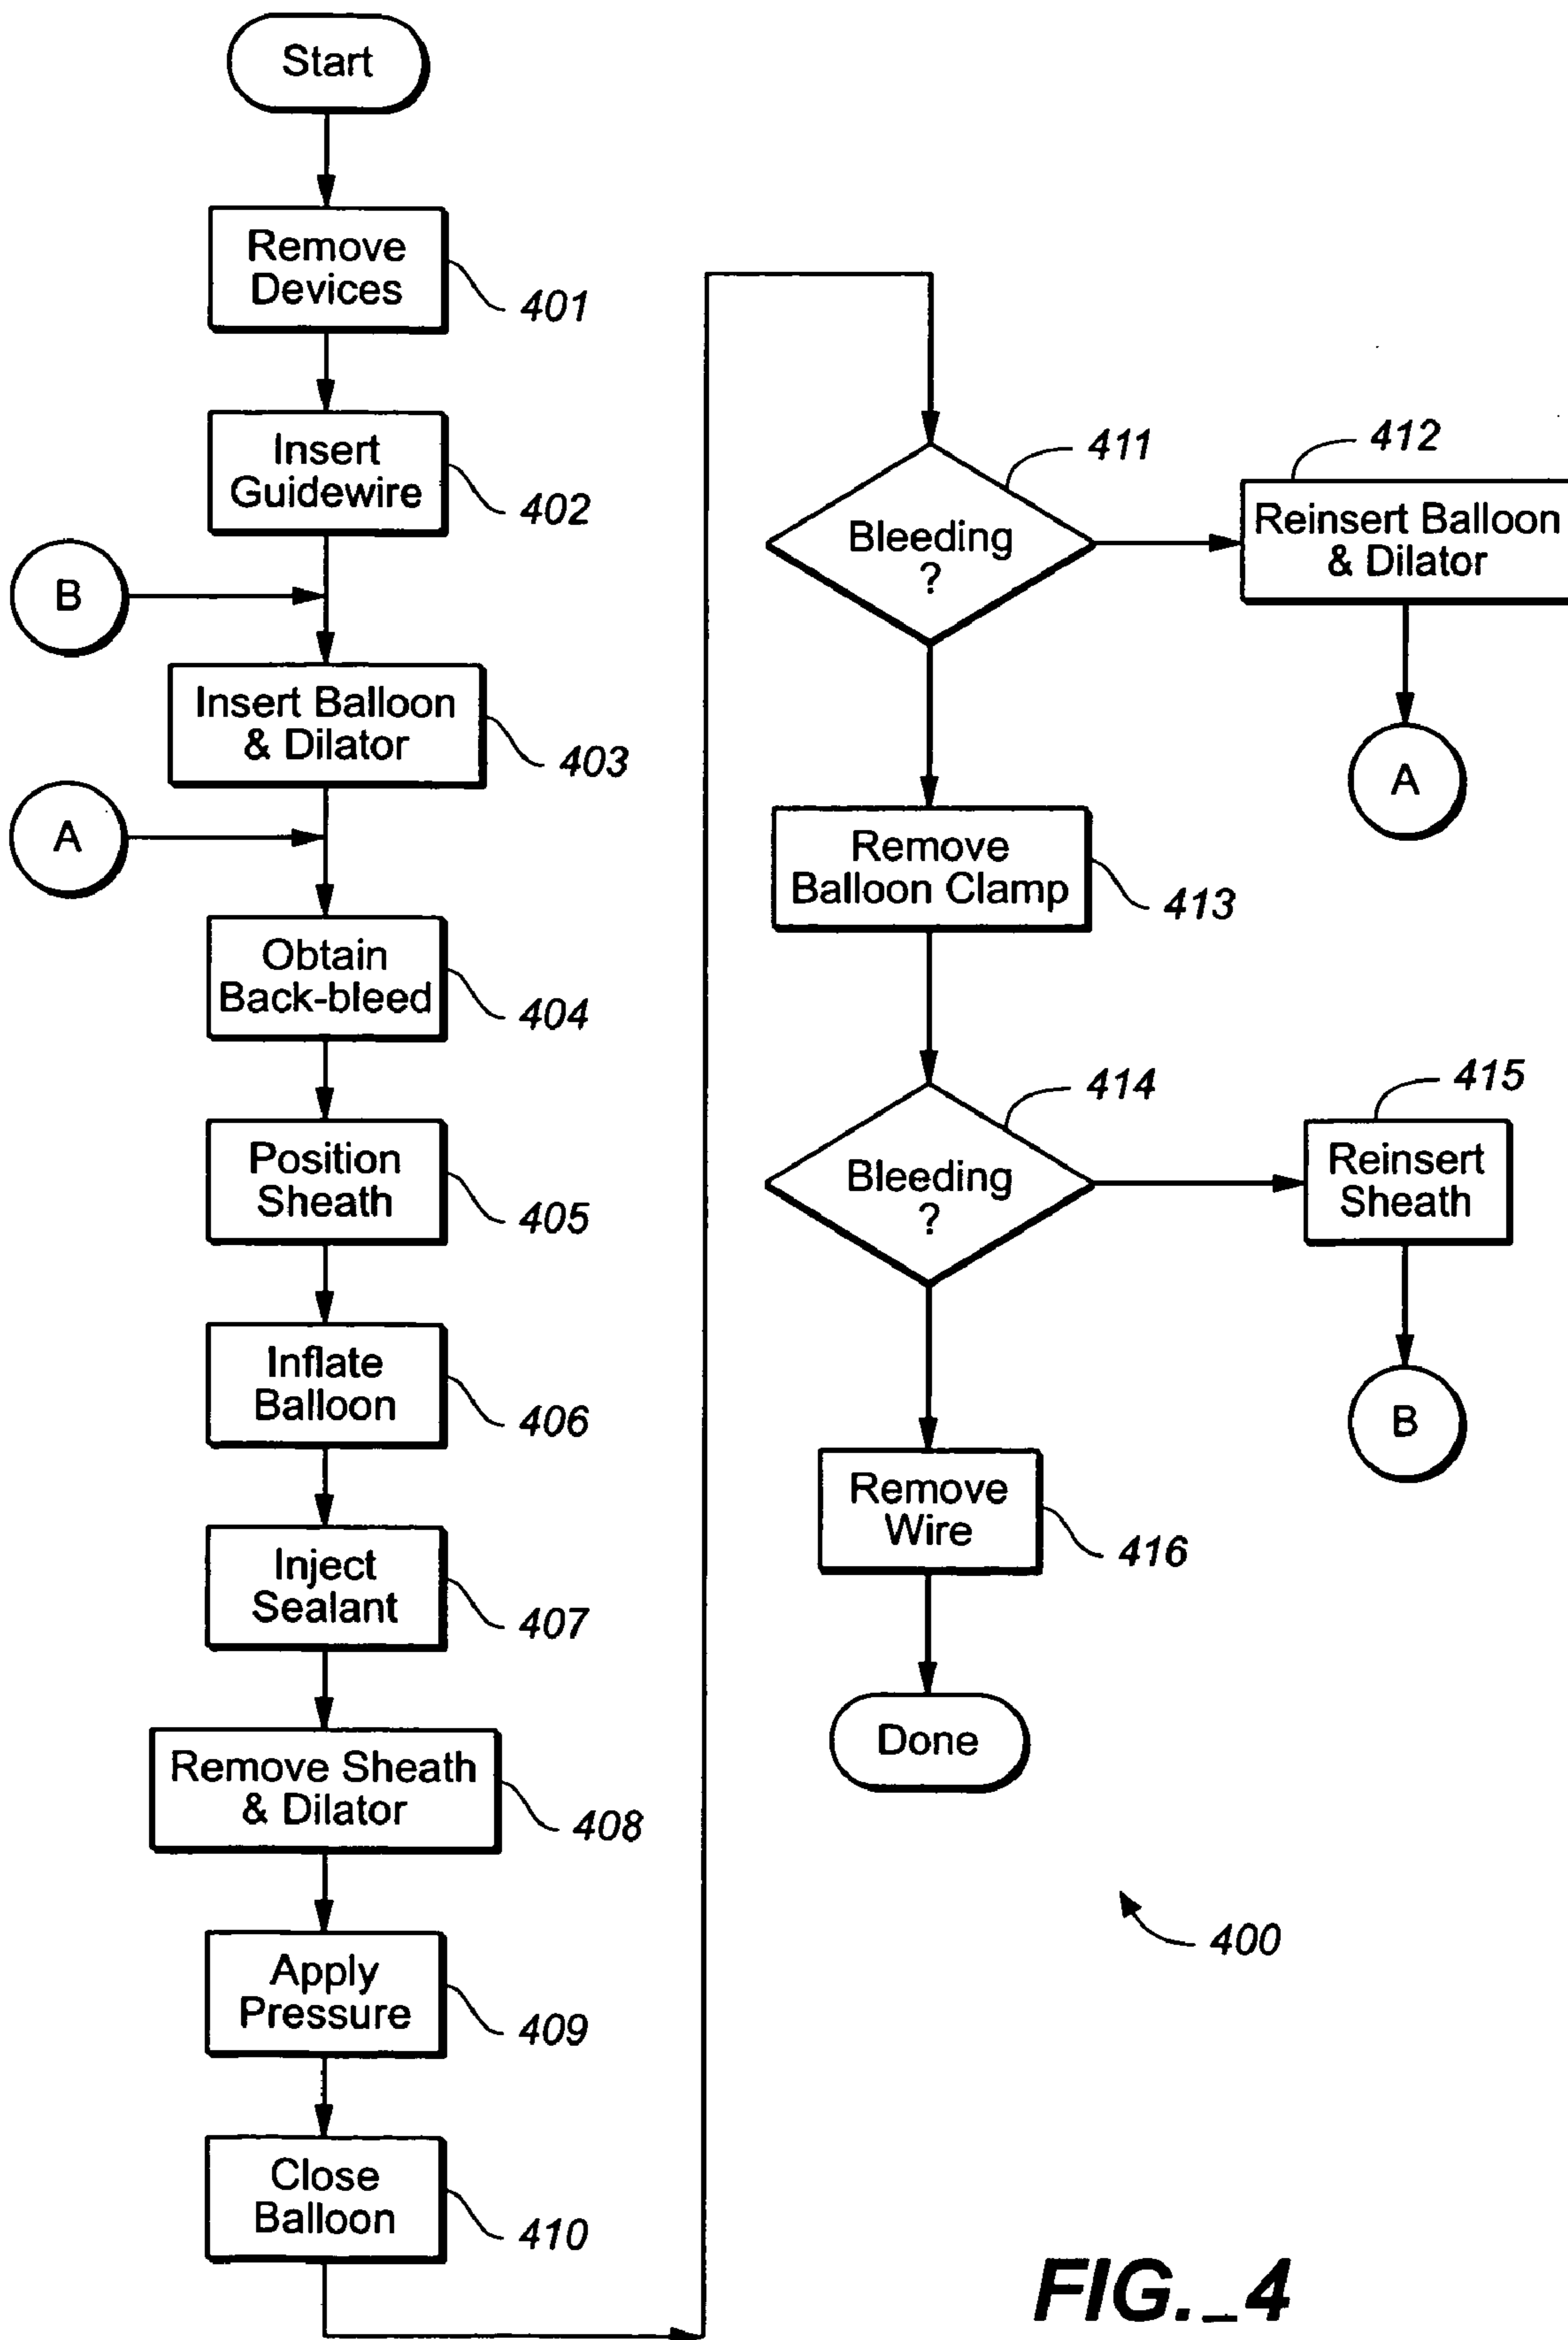 Start
Remove
Devices
401
Insert
Guidewire
402
B
Insert Balloon
& Dilator
403
A
Obtain
Back-bleed
404
Position
Sheath
405
Inflate
Balloon
406
Inject
Sealant
407
Remove Sheath
& Dilator
408
Apply
Pressure
409
Close
Balloon
410
Bleeding
?
411
412
Reinsert Balloon
& Dilator
A
Remove
Balloon Clamp
413
Bleeding
?
414
415
Reinsert
Sheath
B
Remove
Wire
416
Done
400
FIG._4